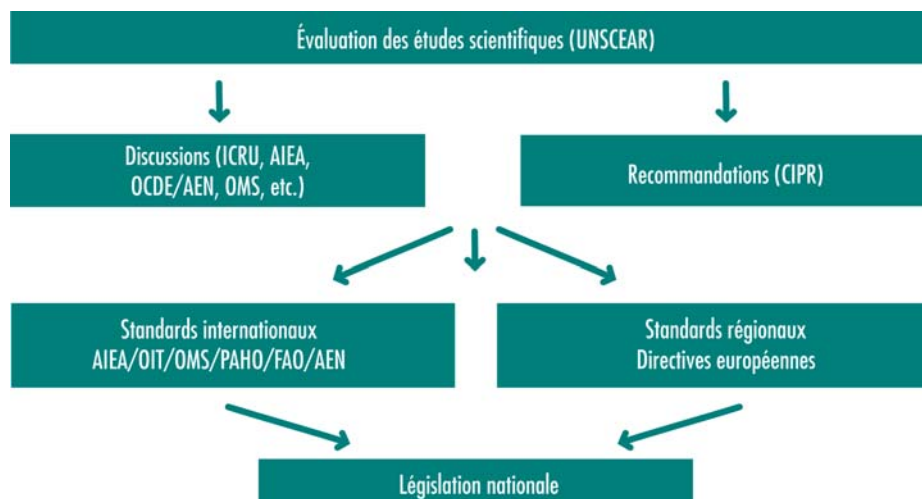 Évaluation des études scientifiques (UNSCEAR)
Discussions (ICRU, AIEA,
OCDE/AEN, OMS, etc.)
Recommandations (CIPR)
Standards internationaux
AIEA/OIT/OMS/PAHO/FAO/AEN
Standards régionaux
Directives européennes
Législation nationale